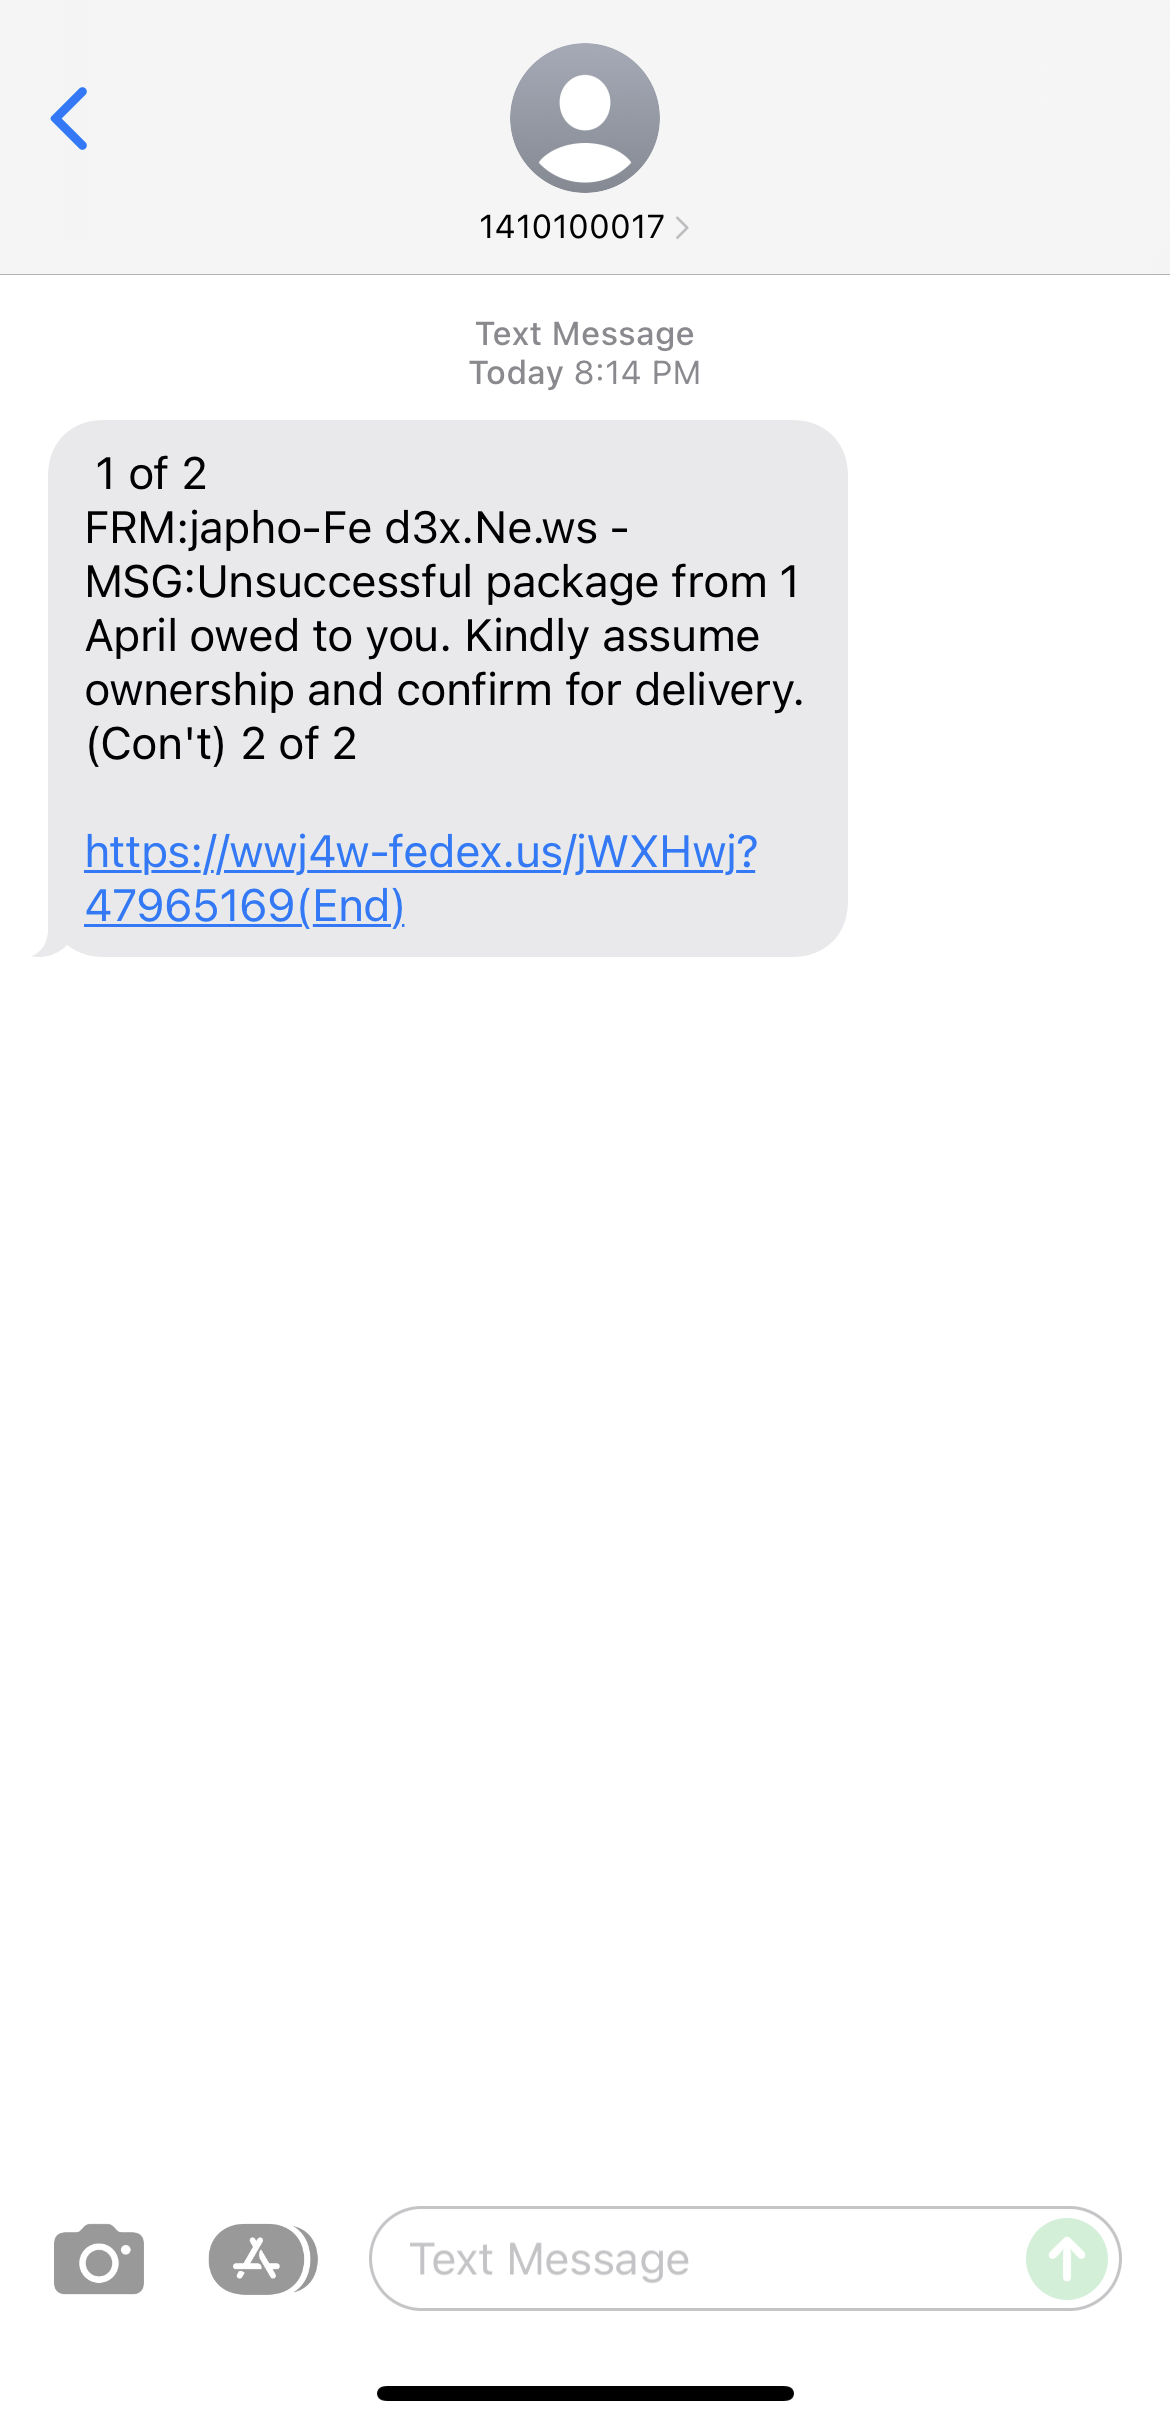 1410100017
Text Message
Today 8:14 PM
1 of 2
FRM:japho-Fe d3x.Ne.ws -
MSG:Unsuccessful package from 1
April owed to you. Kindly assume
ownership and confirm for delivery.
(Con't) 2 of 2
https://wwj4w-fedex.us/jWXHwj?
47965169(End)
Text Message